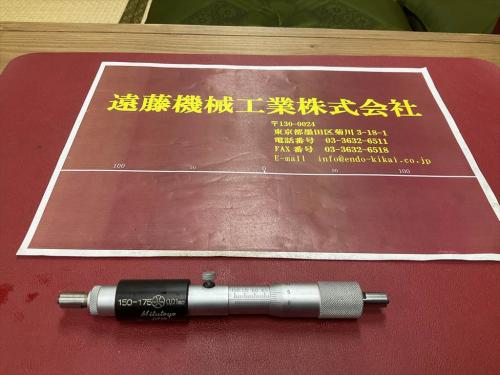 遠藤機械工業株式会社
〒130-0024
東京都墨田区菊川 3-18-1
電話番号 03-3632-6511
FAX番号 03-3632-6518
E-mail info@endo-kikai.co.jp
100 50 0 50 100
150-175 0.01mm
Mitutoyo